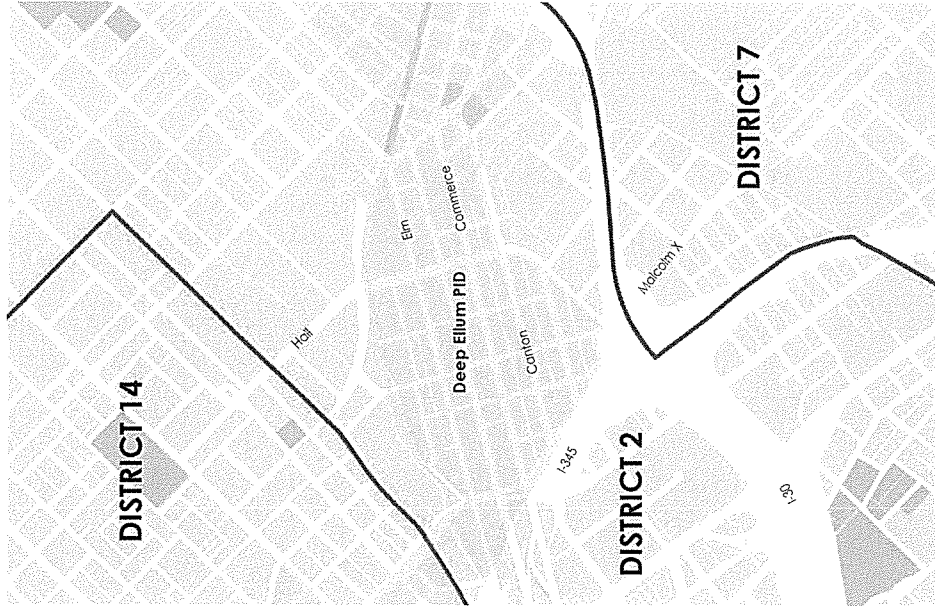 DISTRICT 14
Hall
Elm
Commerce
Deep Ellum PID
Canton
I-345
DISTRICT 2
Malcolm X
DISTRICT 7
I-30